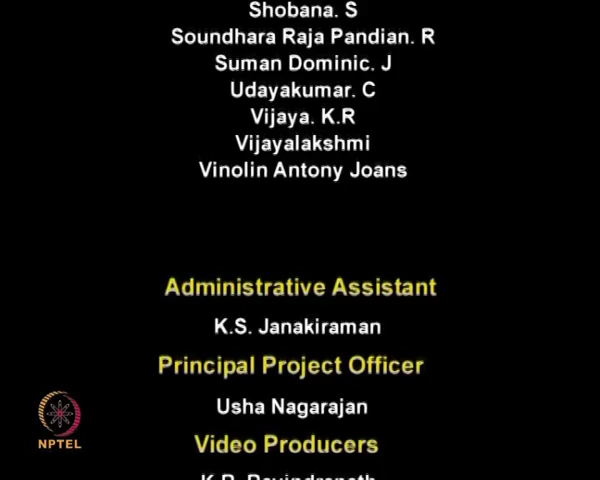 Shobana. S
Soundhara Raja Pandian. R
Suman Dominic. J
Udayakumar. C
Vijaya. K.R
Vijayalakshmi
Vinolin Antony Joans
Administrative Assistant
K.S. Janakiraman
Principal Project Officer
Usha Nagarajan
NPTEL
Video Producers